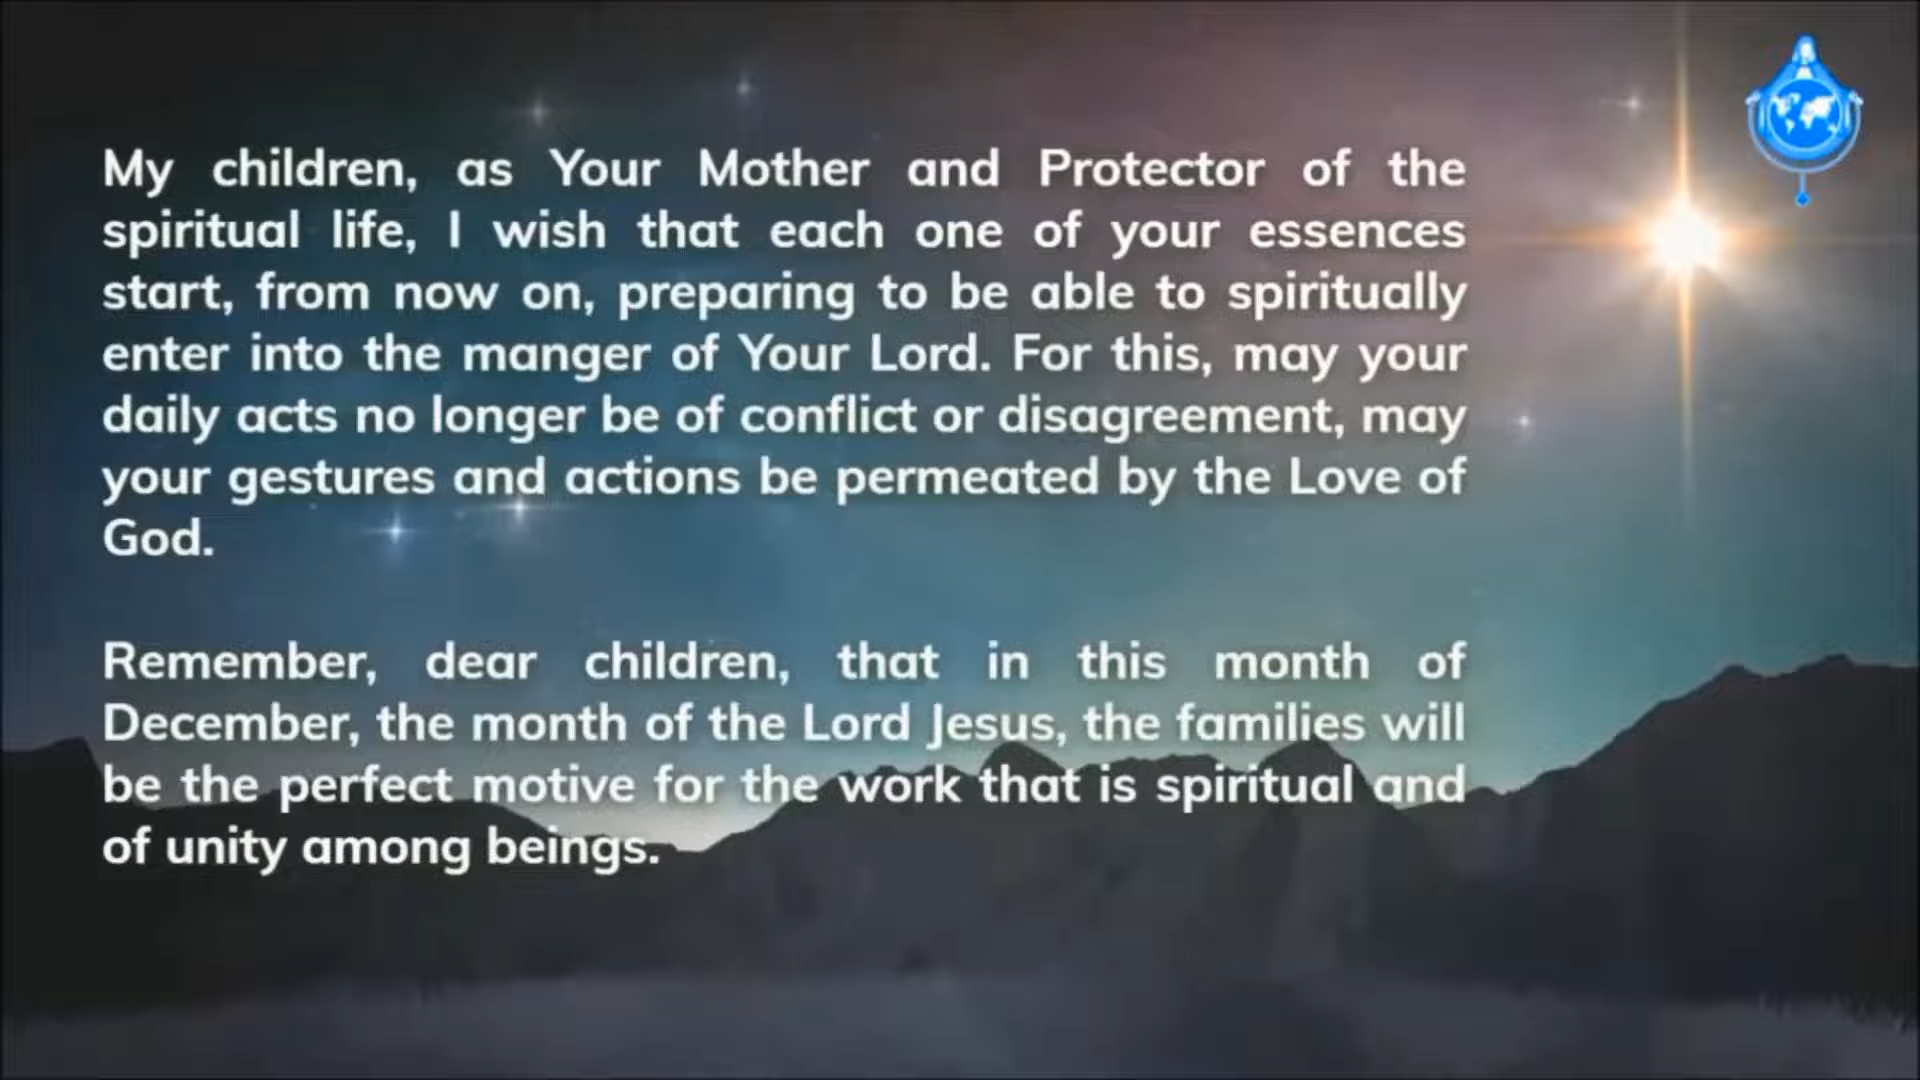 My children, as Your Mother and Protector of the
spiritual life, I wish that each one of your essences
start, from now on, preparing to be able to spiritually
enter into the manger of Your Lord. For this, may your
daily acts no longer be of conflict or disagreement, may
your gestures and actions be permeated by the Love of
God.
Remember, dear children, that in this month of
December, the month of the Lord Jesus, the families will
be the perfect motive for the work that is spiritual and
of unity among beings.